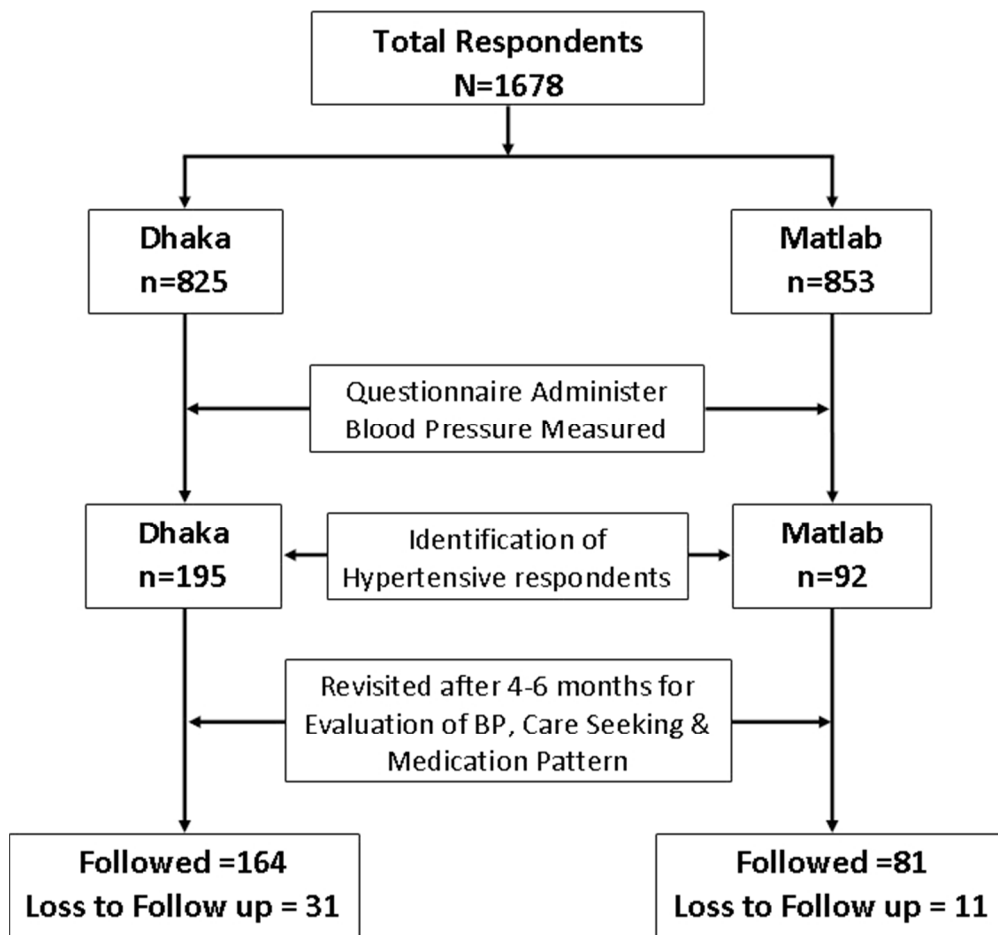 Total Respondents
N=1678
Dhaka
n=825
Matlab
n=853
Questionnaire Administer
Blood Pressure Measured
Dhaka
n=195
Identification of
Hypertensive respondents
Matlab
n=92
Revisited after 4-6 months for
Evaluation of BP, Care Seeking &
Medication Pattern
Followed =164
Loss to Follow up = 31
Followed =81
Loss to Follow up = 11